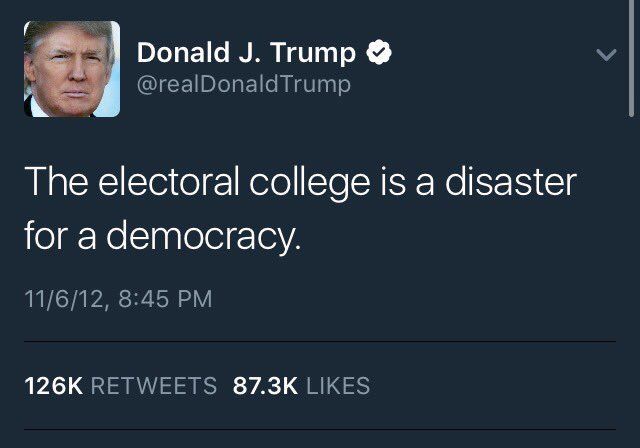 Donald J. Trump
@realDonaldTrump
The electoral college is a disaster
for a democracy.
11/6/12, 8:45 PM
126K RETWEETS 87.3K LIKES